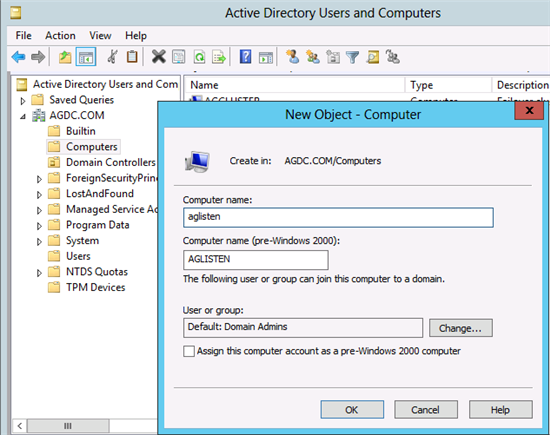 Active Directory Users and Computers
File Action View Help
Active Directory Users and Com
Saved Queries
AGDC.COM
Builtin
Computers
Domain Controllers
ForeignSecurityPrinc
LostAndFound
Managed Service Ac
Program Data
System
Users
NTDS Quotas
TPM Devices
Name Type Description
AGCLUSTER Computer Failover
New Object - Computer
Create in: AGDC.COM/Computers
Computer name:
aglisten
Computer name (pre-Windows 2000):
AGLISTEN
The following user or group can join this computer to a domain.
User or group:
Default: Domain Admins
Change...
Assign this computer account as a pre-Windows 2000 computer
OK Cancel Help